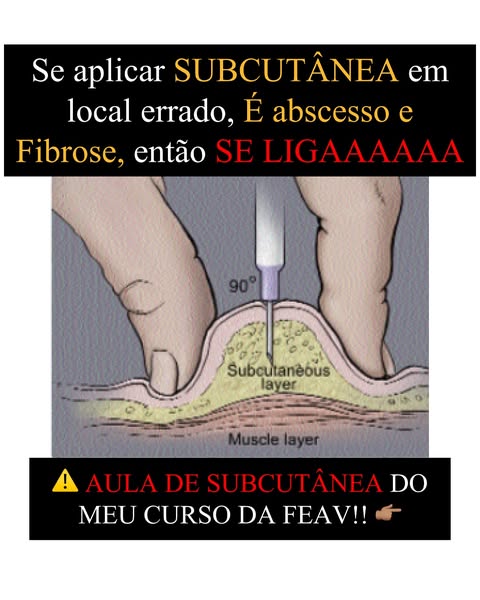 Se aplicar SUBCUTÂNEA em
local errado, É abscesso e
Fibrose, então SE LIGAAAAAA
90°
Subcutaneous
layer
Muscle layer
⚠️ AULA DE SUBCUTÂNEA DO
MEU CURSO DA FEAV!! 👉🏽